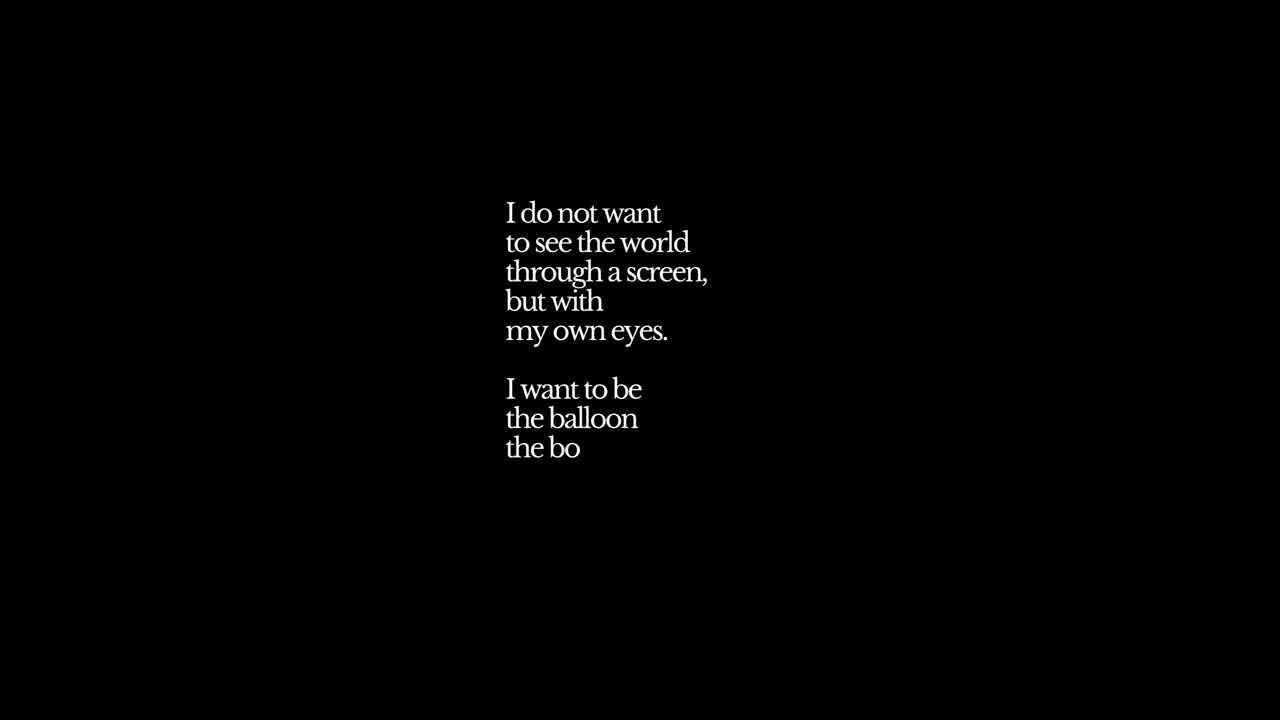 I do not want
to see the world
through a screen,
but with
my own eyes.
I want to be
the balloon
the bo